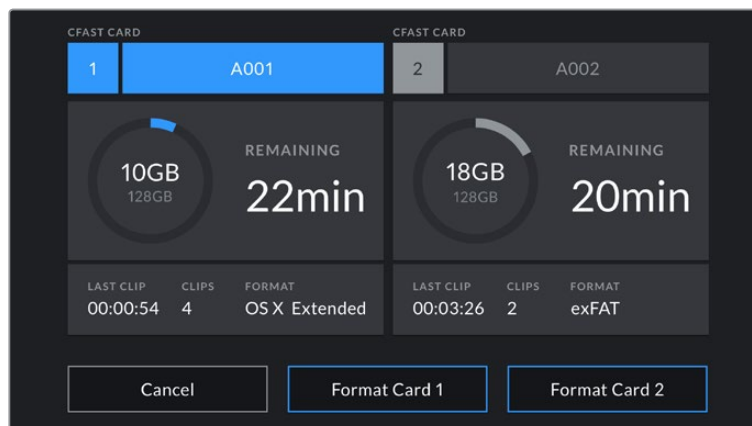 CFAST CARD
1 A001
10GB
128GB
REMAINING
22min
LAST CLIP CLIPS FORMAT
00:00:54 4 OS X Extended
CFAST CARD
2 A002
18GB
128GB
REMAINING
20min
LAST CLIP CLIPS FORMAT
00:03:26 2 exFAT
Cancel Format Card 1 Format Card 2